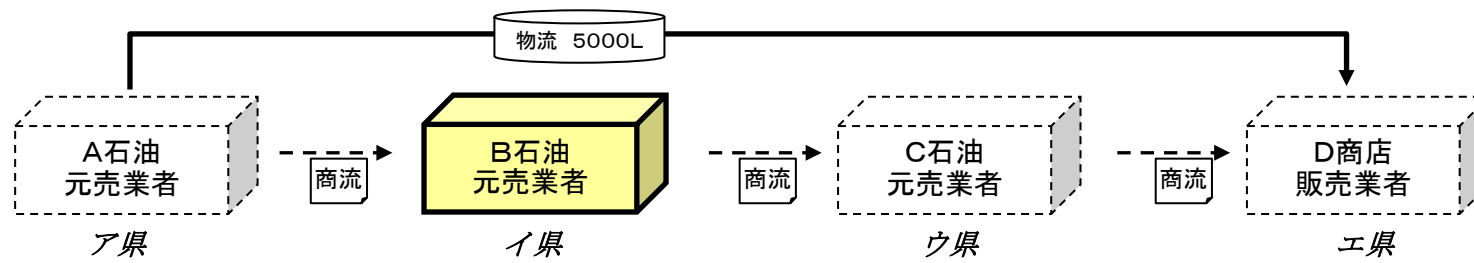 物流 5000L
A石油
元売業者
商流
B石油
元売業者
商流
C石油
元売業者
商流
D商店
販売業者
ア県
イ県
ウ県
エ県